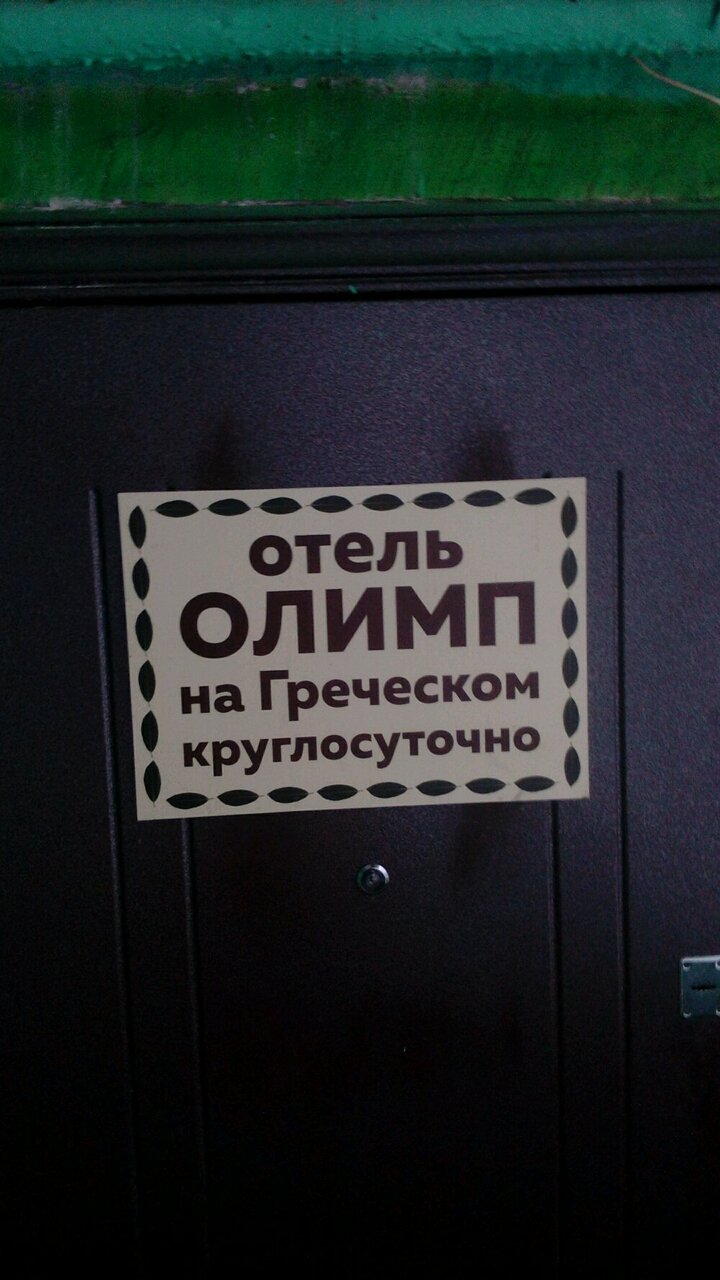 отель
ОЛИМП
на Греческом
круглосуточно